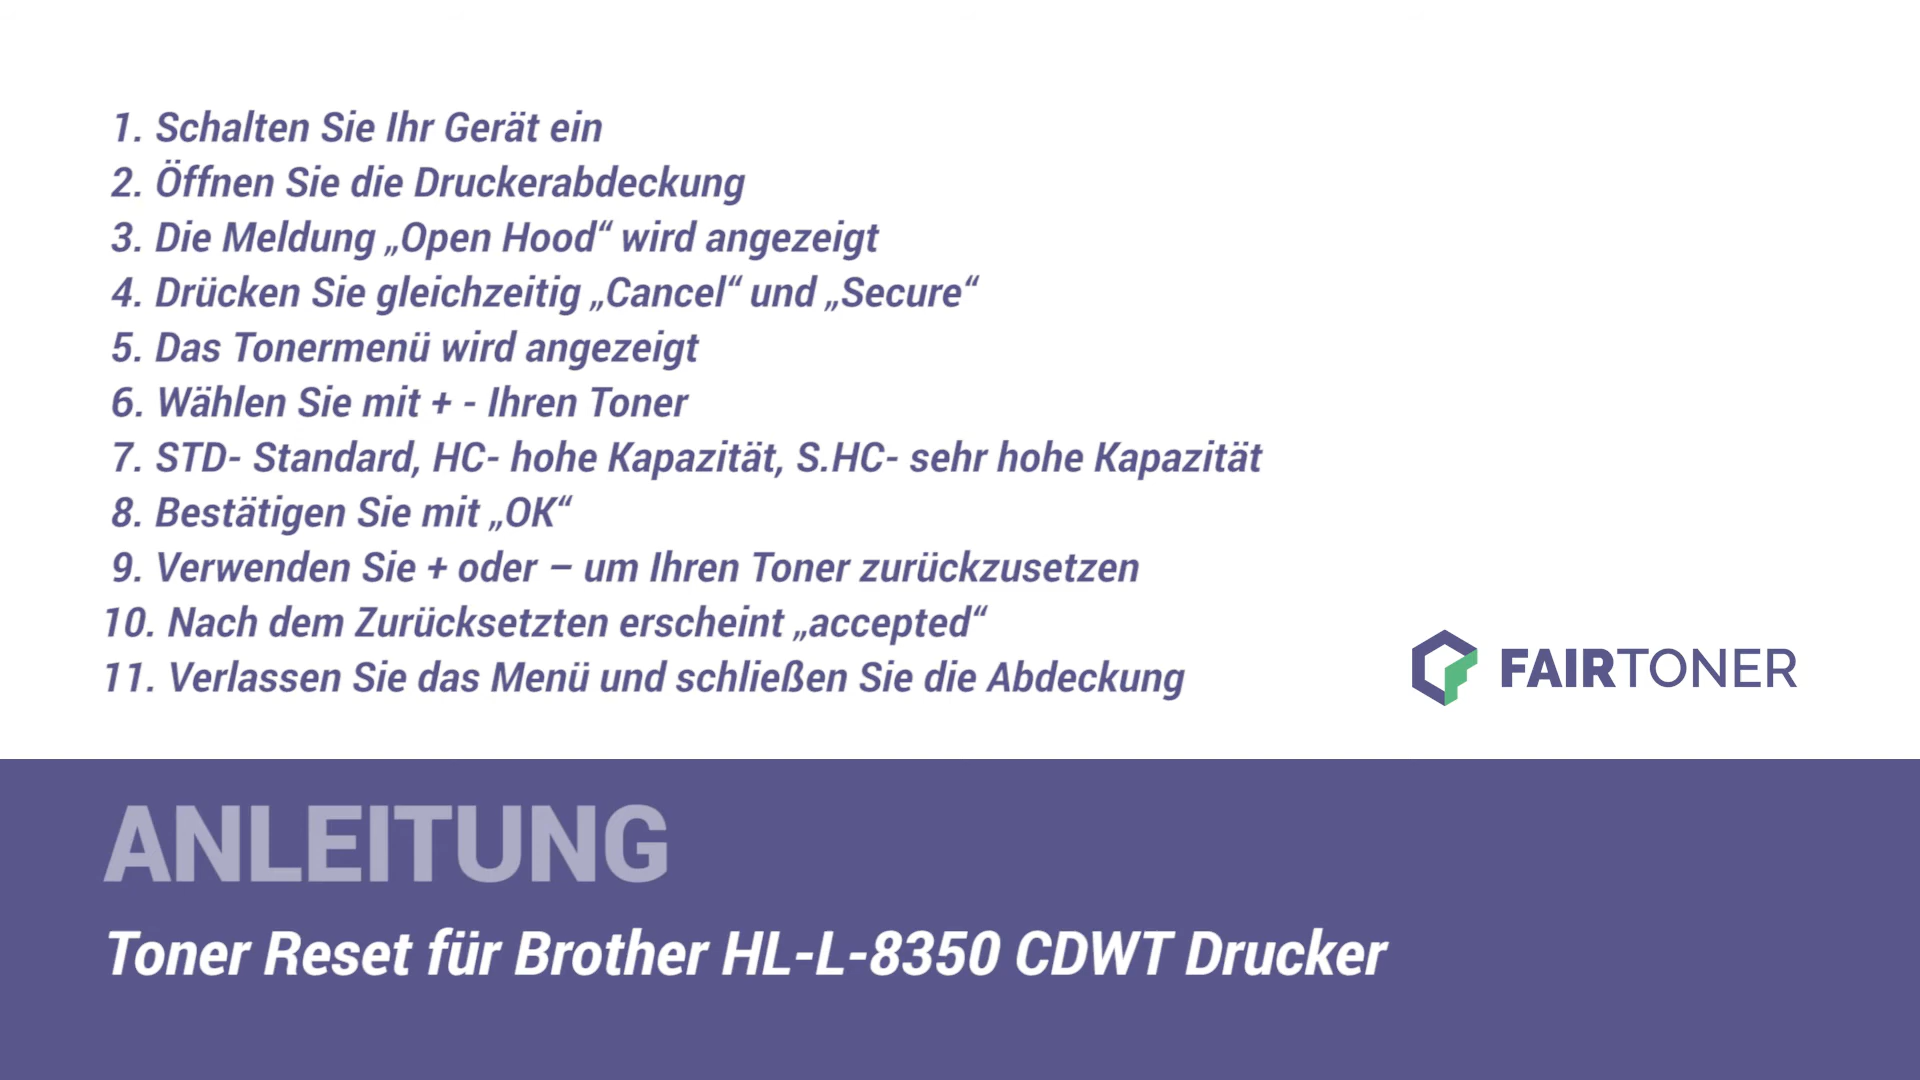 1. Schalten Sie Ihr Gerät ein
2. Öffnen Sie die Druckerabdeckung
3. Die Meldung „Open Hood“ wird angezeigt
4. Drücken Sie gleichzeitig „Cancel“ und „Secure“
5. Das Tonermenü wird angezeigt
6. Wählen Sie mit + - Ihren Toner
7. STD- Standard, HC- hohe Kapazität, S.HC- sehr hohe Kapazität
8. Bestätigen Sie mit „OK“
9. Verwenden Sie + oder – um Ihren Toner zurückzusetzen
10. Nach dem Zurücksetzten erscheint „accepted“
11. Verlassen Sie das Menü und schließen Sie die Abdeckung
FAIRTONER
ANLEITUNG
Toner Reset für Brother HL-L-8350 CDWT Drucker